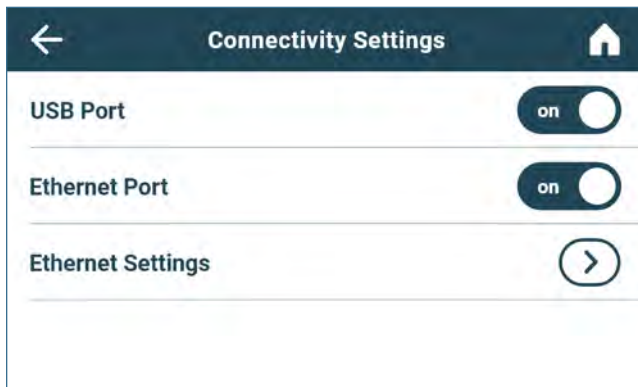 Connectivity Settings
USB Port
on
Ethernet Port
on
Ethernet Settings